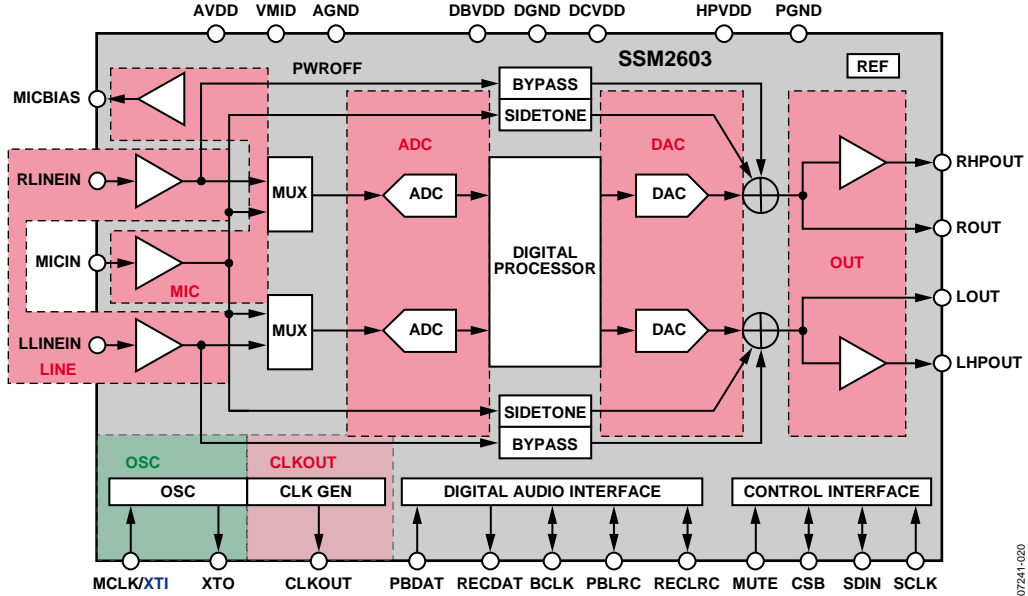 AVDD VMID AGND DBVDD DGND DCVDD HPVDD PGND
PWROFF SSM2603 REF
MICBIAS
BYPASS
SIDETONE
ADC DAC
RLINEIN RHPOUT
MUX ADC DAC
ROUT
DIGITAL
PROCESSOR
MICIN OUT
MIC
LOUT
MUX ADC DAC
LLINEIN LHPOUT
LINE
SIDETONE
BYPASS
OSC CLKOUT
OSC CLK GEN DIGITAL AUDIO INTERFACE CONTROL INTERFACE
MCLK/XTI XTO CLKOUT PBDAT RECDAT BCLK PBLRC RECLRC MUTE CSB SDIN SCLK
07241-020